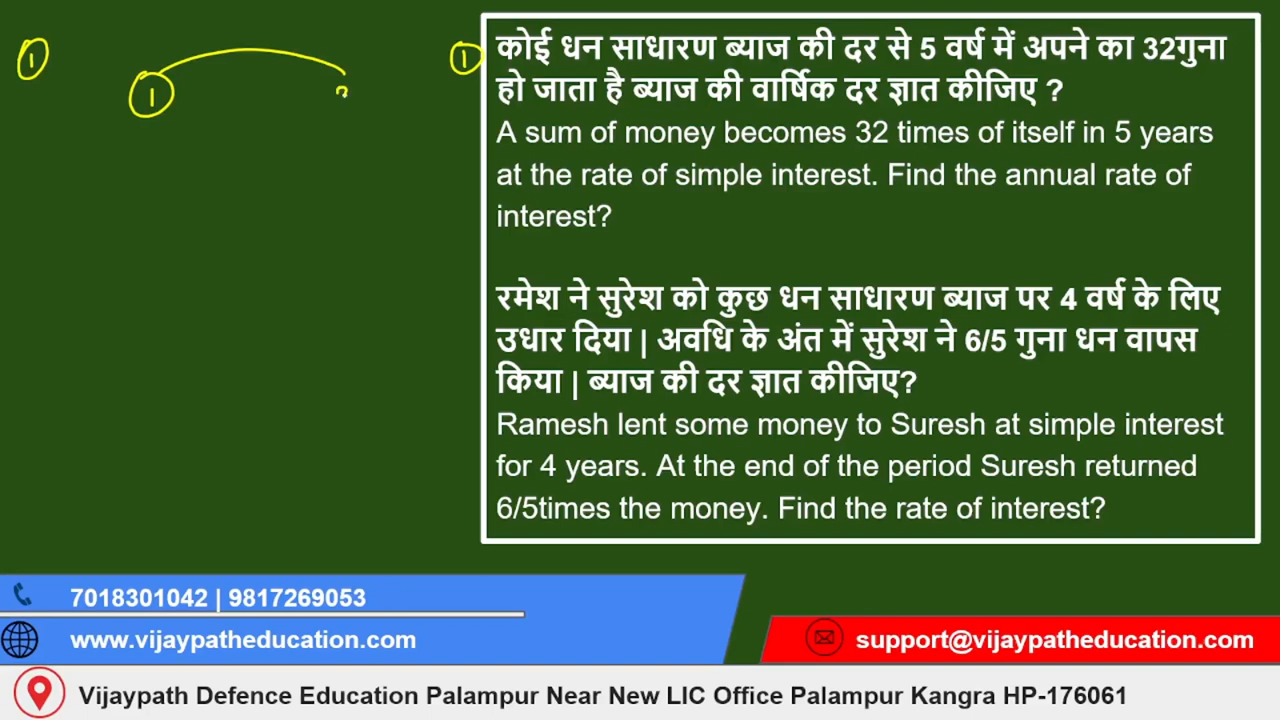 1
1
?
1
कोई धन साधारण ब्याज की दर से 5 वर्ष में अपने का 32गुना
हो जाता है ब्याज की वार्षिक दर ज्ञात कीजिए ?
A sum of money becomes 32 times of itself in 5 years
at the rate of simple interest. Find the annual rate of
interest?
रमेश ने सुरेश को कुछ धन साधारण ब्याज पर 4 वर्ष के लिए
उधार दिया | अवधि के अंत में सुरेश ने 6/5 गुना धन वापस
किया | ब्याज की दर ज्ञात कीजिए?
Ramesh lent some money to Suresh at simple interest
for 4 years. At the end of the period Suresh returned
6/5times the money. Find the rate of interest?
7018301042 | 9817269053
www.vijaypatheducation.com
support@vijaypatheducation.com
Vijaypath Defence Education Palampur Near New LIC Office Palampur Kangra HP-176061